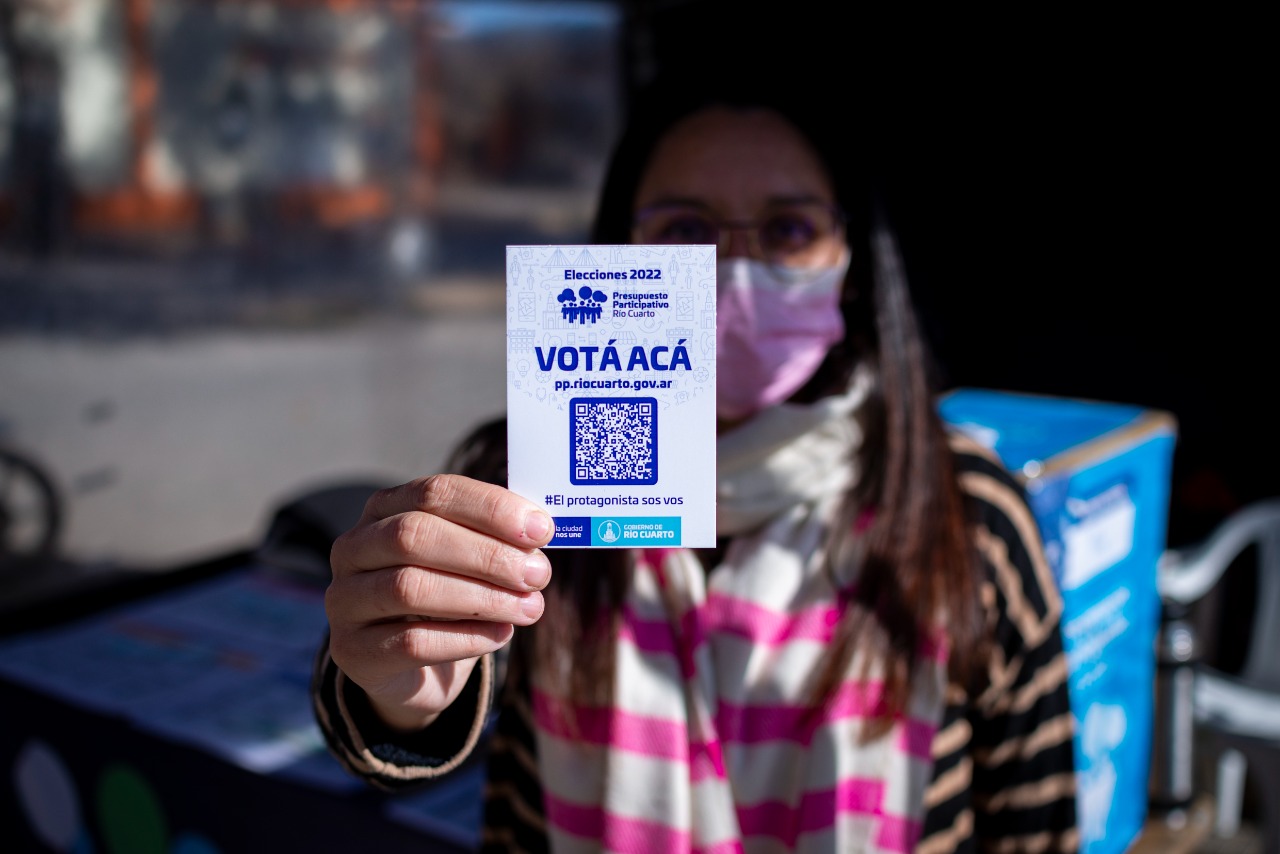 Elecciones 2022
Presupuesto
Participativo
Río Cuarto
VOTÁ ACÁ
pp.riocuarto.gov.ar
#El protagonista sos vos
la ciudad
nos une
GOBIERNO DE
RÍO CUARTO